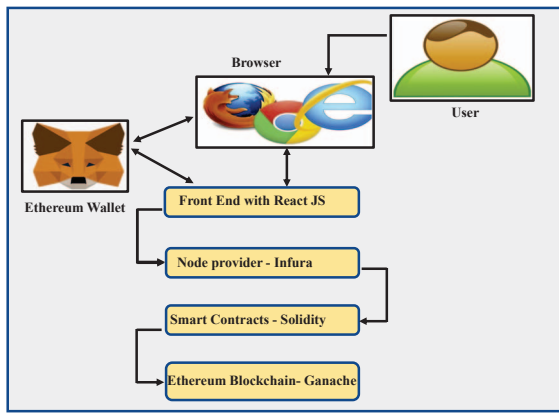 Browser
User
Ethereum Wallet
Front End with React JS
Node provider - Infura
Smart Contracts - Solidity
Ethereum Blockchain- Ganache